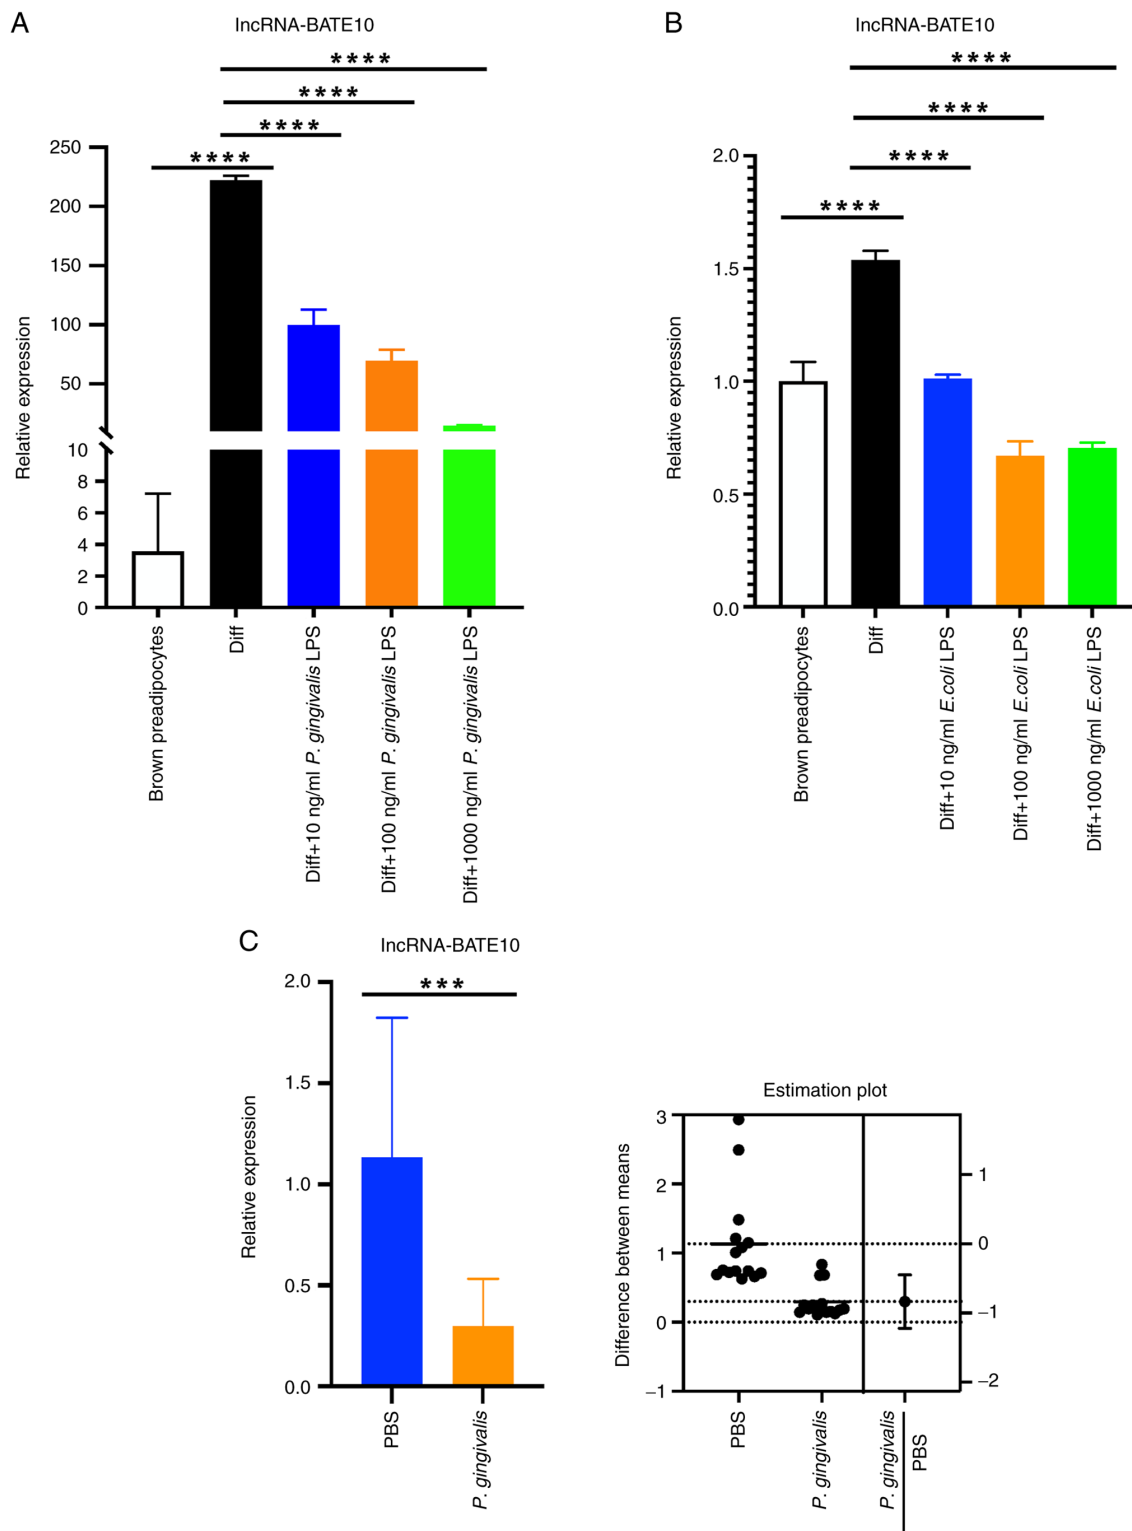 A
lncRNA-BATE10
****
****
****
****
250
200
150
100
50
10
8
6
4
2
0
Relative expression
Brown preadipocytes
Diff
Diff+10 ng/ml P. gingivalis LPS
Diff+100 ng/ml P. gingivalis LPS
Diff+1000 ng/ml P. gingivalis LPS
B
lncRNA-BATE10
****
****
****
****
2.0
1.5
1.0
0.5
0.0
Relative expression
Brown preadipocytes
Diff
Diff+10 ng/ml E.coli LPS
Diff+100 ng/ml E.coli LPS
Diff+1000 ng/ml E.coli LPS
C
lncRNA-BATE10
***
2.0
1.5
1.0
0.5
0.0
Relative expression
PBS
P. gingivalis
Estimation plot
3
2
1
0
−1
Difference between means
1
0
−1
−2
PBS
P. gingivalis
P. gingivalis
PBS